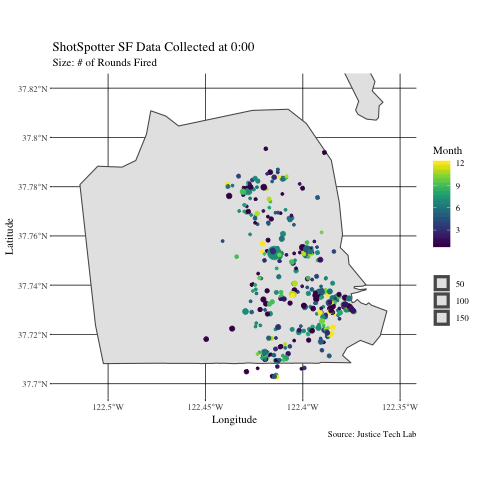 ShotSpotter SF Data Collected at 0:00
Size: # of Rounds Fired
37.82°N
37.8°N
37.78°N
37.76°N
37.74°N
37.72°N
37.7°N
Latitude
122.5°W
122.45°W
122.4°W
122.35°W
Longitude
Month
12
9
6
3
50
100
150
Source: Justice Tech Lab